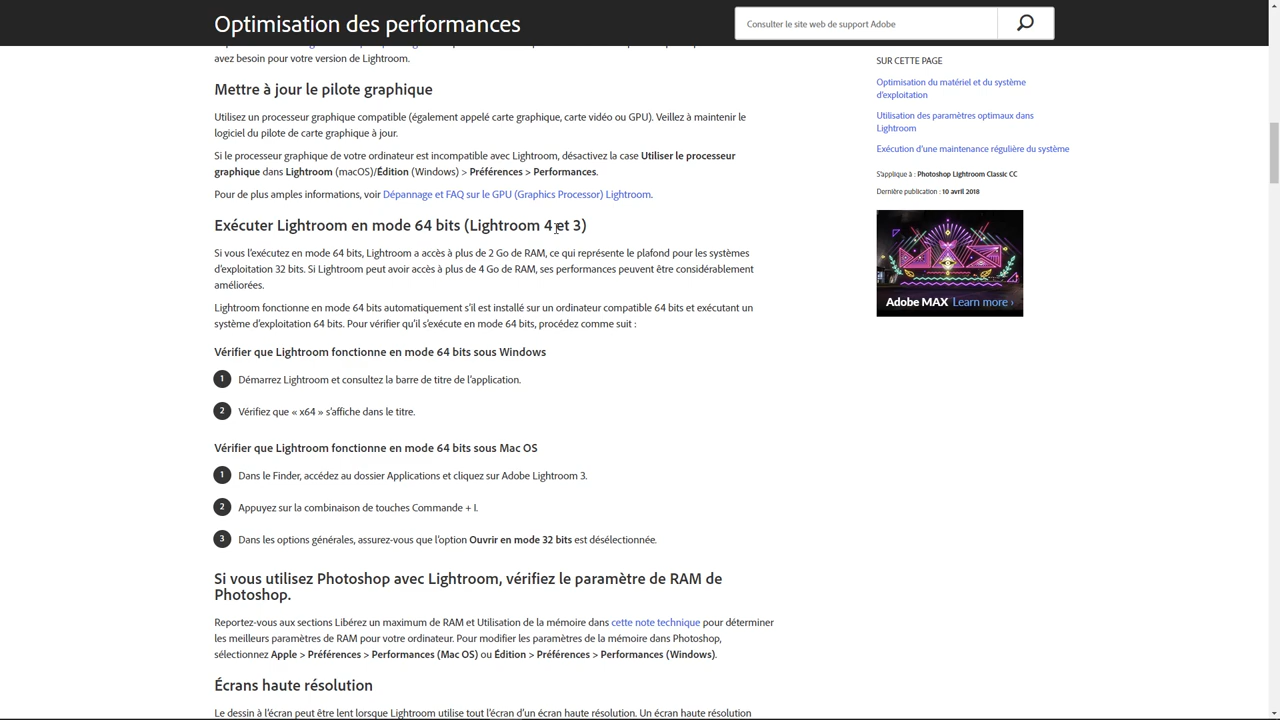 Optimisation des performances
Consulter le site web de support Adobe
avez besoin pour votre version de Lightroom.
Mettre à jour le pilote graphique
Utilisez un processeur graphique compatible (également appelé carte graphique, carte vidéo ou GPU). Veillez à maintenir le
logiciel du pilote de carte graphique à jour.
Si le processeur graphique de votre ordinateur est incompatible avec Lightroom, désactivez la case Utiliser le processeur
graphique dans Lightroom (macOS)/Édition (Windows) > Préférences > Performances.
Pour de plus amples informations, voir Dépannage et FAQ sur le GPU (Graphics Processor) Lightroom.
Exécuter Lightroom en mode 64 bits (Lightroom 4 et 3)
Si vous l'exécutez en mode 64 bits, Lightroom a accès à plus de 2 Go de RAM, ce qui représente le plafond pour les systèmes
d'exploitation 32 bits. Si Lightroom peut avoir accès à plus de 4 Go de RAM, ses performances peuvent être considérablement
améliorées.
Lightroom fonctionne en mode 64 bits automatiquement s'il est installé sur un ordinateur compatible 64 bits et exécutant un
système d'exploitation 64 bits. Pour vérifier qu'il s'exécute en mode 64 bits, procédez comme suit :
Vérifier que Lightroom fonctionne en mode 64 bits sous Windows
1 Démarrez Lightroom et consultez la barre de titre de l'application.
2 Vérifiez que « x64 » s'affiche dans le titre.
Vérifier que Lightroom fonctionne en mode 64 bits sous Mac OS
1 Dans le Finder, accédez au dossier Applications et cliquez sur Adobe Lightroom 3.
2 Appuyez sur la combinaison de touches Commande + I.
3 Dans les options générales, assurez-vous que l'option Ouvrir en mode 32 bits est désélectionnée.
Si vous utilisez Photoshop avec Lightroom, vérifiez le paramètre de RAM de
Photoshop.
Reportez-vous aux sections Libérez un maximum de RAM et Utilisation de la mémoire dans cette note technique pour déterminer
les meilleurs paramètres de RAM pour votre ordinateur. Pour modifier les paramètres de la mémoire dans Photoshop,
sélectionnez Apple > Préférences > Performances (Mac OS) ou Édition > Préférences > Performances (Windows).
Écrans haute résolution
Le dessin à l'écran peut être lent lorsque Lightroom utilise tout l'écran d'un écran haute résolution. Un écran haute résolution
SUR CETTE PAGE
Optimisation du matériel et du système
d'exploitation
Utilisation des paramètres optimaux dans
Lightroom
Exécution d'une maintenance régulière du système
S'applique à : Photoshop Lightroom Classic CC
Dernière publication : 10 avril 2018
Adobe MAX Learn more ›